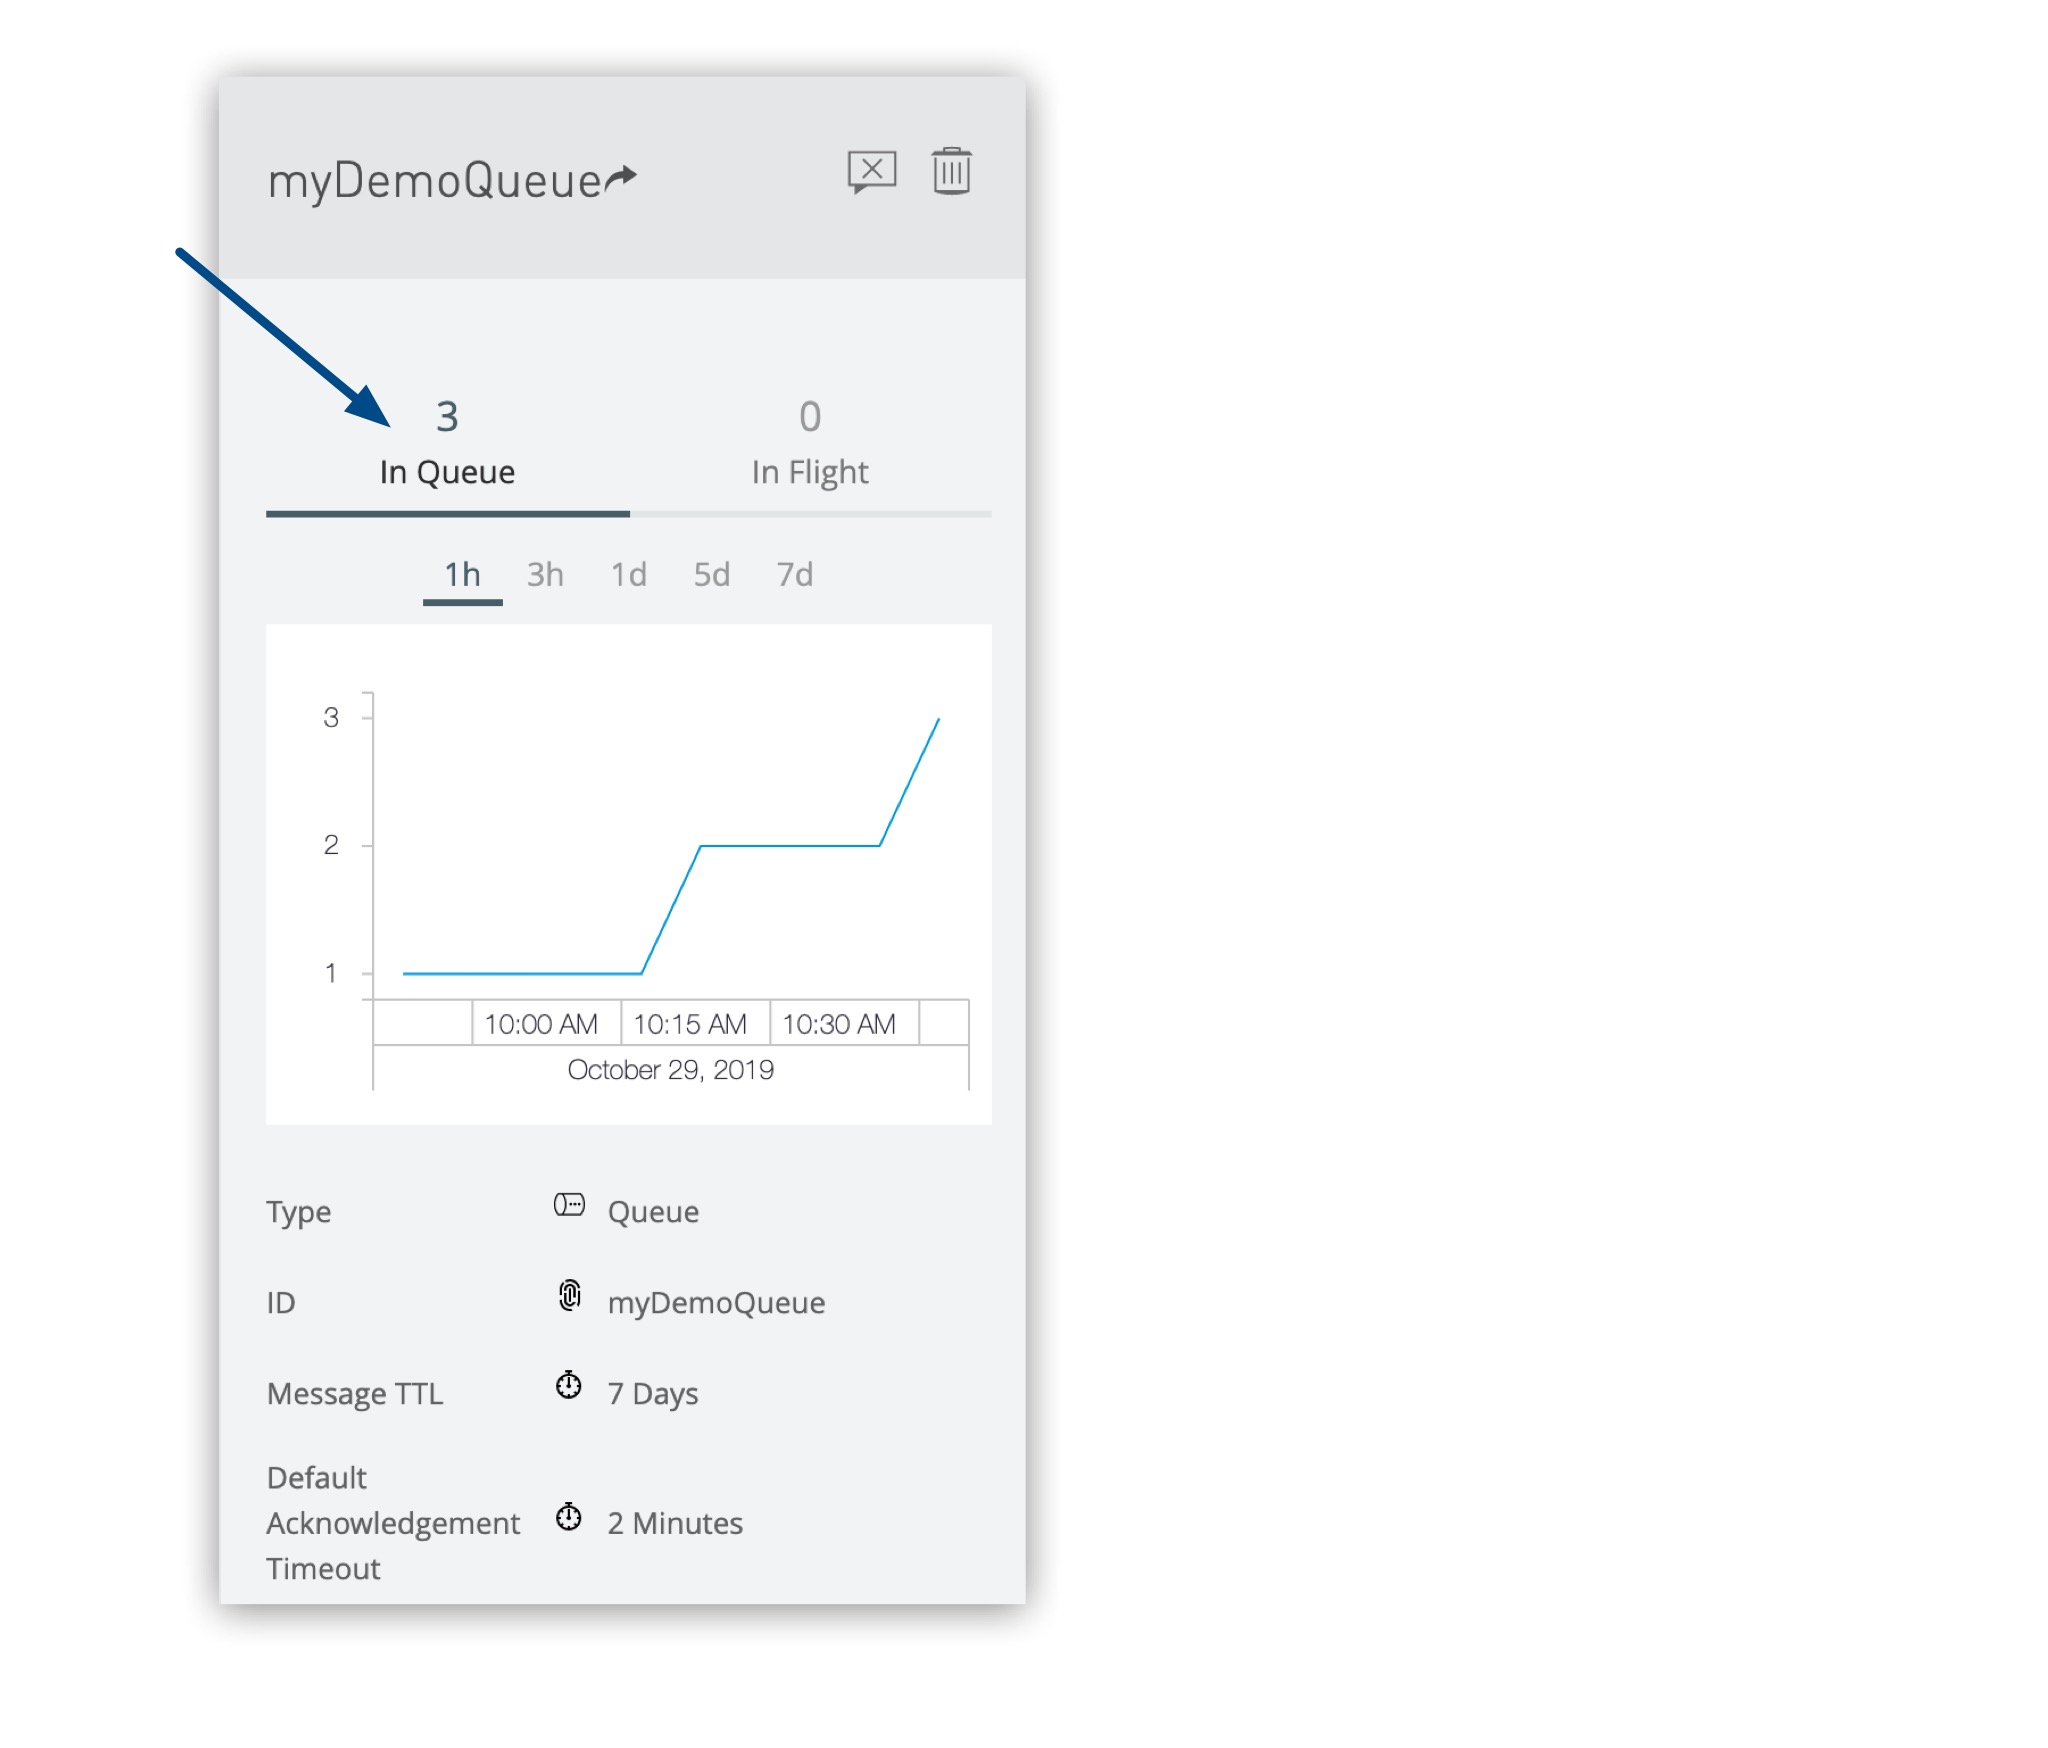 myDemoQueue
3 0
In Queue In Flight
1h 3h 1d 5d 7d
3
2
1
10:00 AM 10:15 AM 10:30 AM
October 29, 2019
Type Queue
ID myDemoQueue
Message TTL 7 Days
Default
Acknowledgement 2 Minutes
Timeout